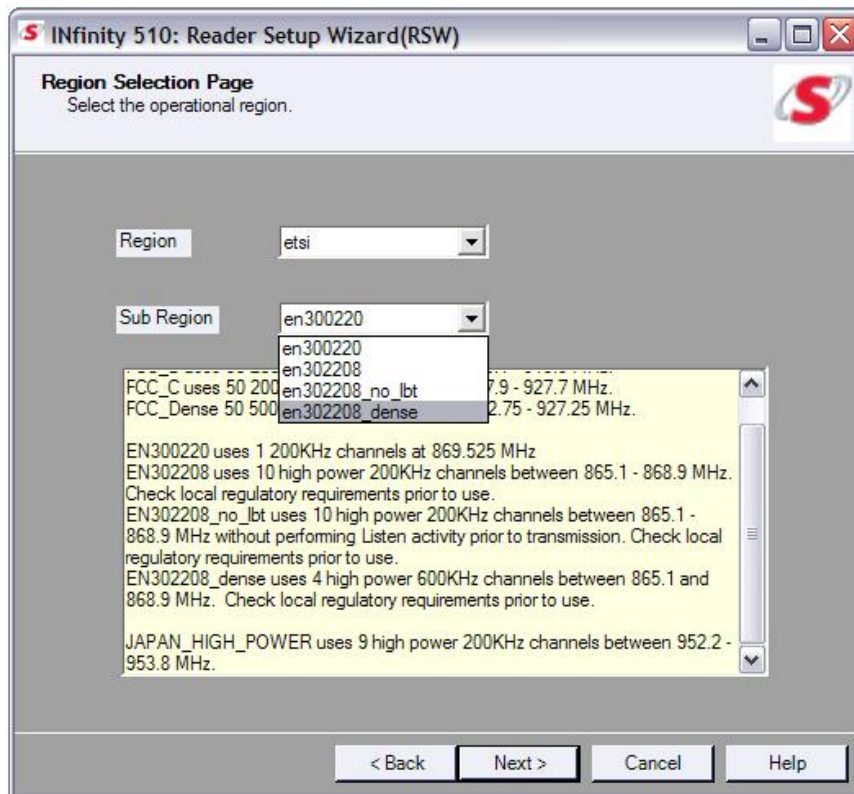 INfinity 510: Reader Setup Wizard(RSW)
Region Selection Page
Select the operational region.
Region
etsi
Sub Region
en300220
en300220
en302208
en302208_no_lbt
en302208_dense
FCC_C uses 50 200 7.9 - 927.7 MHz.
FCC_Dense 50 500 2.75 - 927.25 MHz.
EN300220 uses 1 200KHz channels at 869.525 MHz
EN302208 uses 10 high power 200KHz channels between 865.1 - 868.9 MHz.
Check local regulatory requirements prior to use.
EN302208_no_lbt uses 10 high power 200KHz channels between 865.1 -
868.9 MHz without performing Listen activity prior to transmission. Check local
regulatory requirements prior to use.
EN302208_dense uses 4 high power 600KHz channels between 865.1 and
868.9 MHz. Check local regulatory requirements prior to use.
JAPAN_HIGH_POWER uses 9 high power 200KHz channels between 952.2 -
953.8 MHz.
< Back
Next >
Cancel
Help